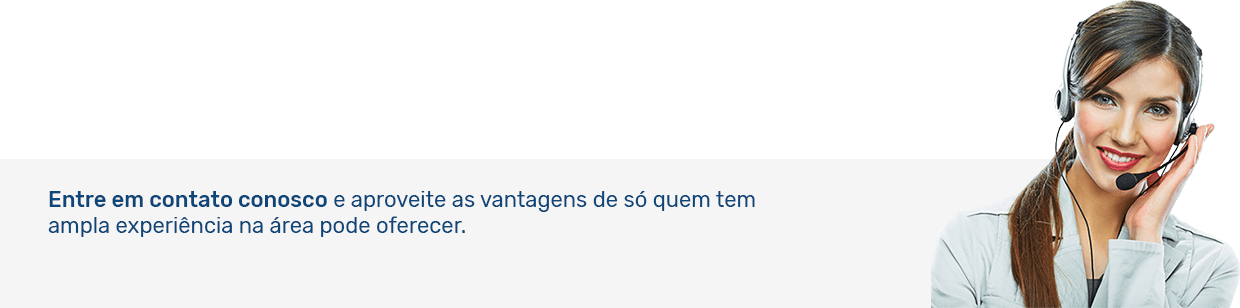 Entre em contato conosco e aproveite as vantagens de só quem tem
ampla experiência na área pode oferecer.